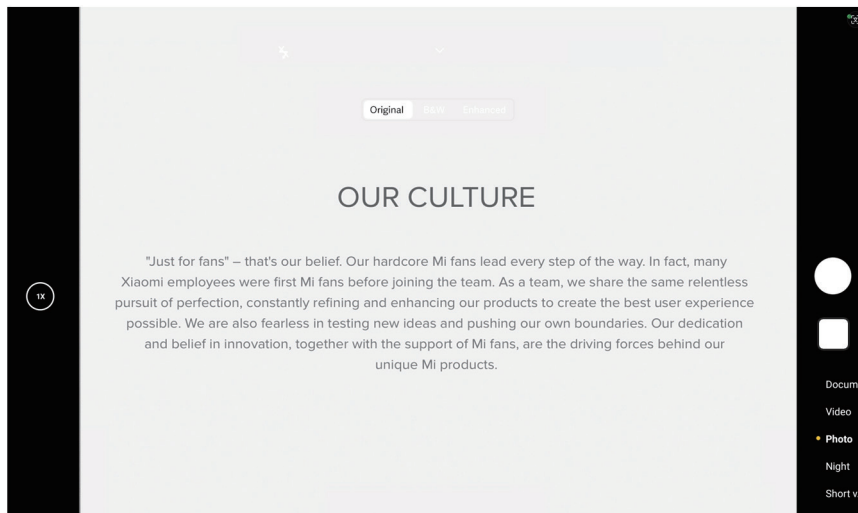 Original B&W Enhanced
OUR CULTURE
"Just for fans" – that's our belief. Our hardcore Mi fans lead every step of the way. In fact, many
Xiaomi employees were first Mi fans before joining the team. As a team, we share the same relentless
pursuit of perfection, constantly refining and enhancing our products to create the best user experience
possible. We are also fearless in testing new ideas and pushing our own boundaries. Our dedication
and belief in innovation, together with the support of Mi fans, are the driving forces behind our
unique Mi products.
1X
Docum
Video
Photo
Night
Short v